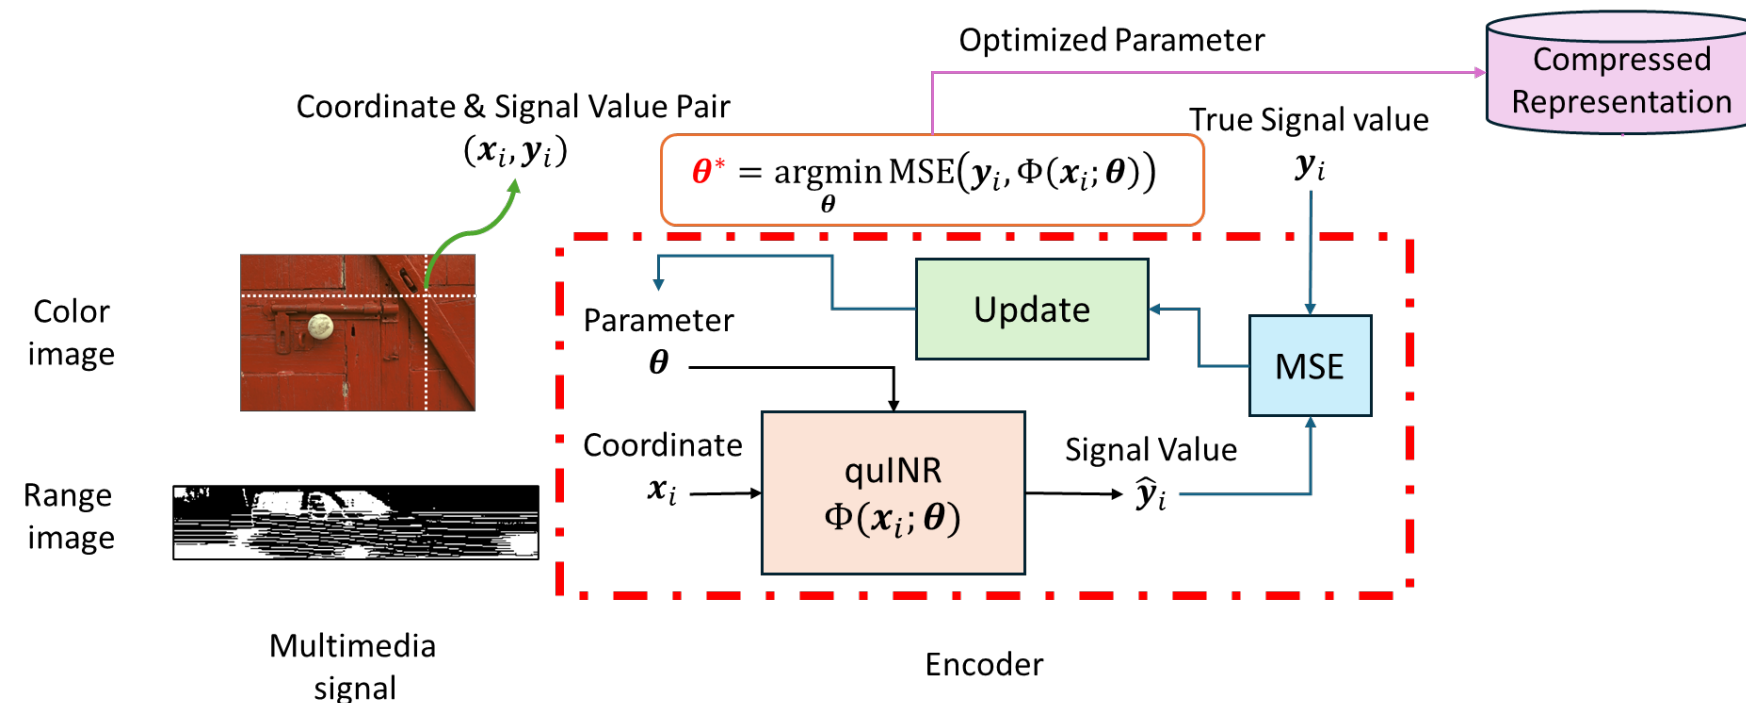 Optimized Parameter
Compressed
Representation
Coordinate & Signal Value Pair
(𝒙ᵢ, 𝒚ᵢ)
True Signal value
𝒚ᵢ
𝜽* = argmin MSE(𝒚ᵢ, Φ(𝒙ᵢ; 𝜽))
𝜽
Color
image
Update
Parameter
𝜽
MSE
Coordinate
𝒙ᵢ
quINR
Φ(𝒙ᵢ; 𝜽)
Signal Value
𝒚̂ᵢ
Range
image
Multimedia
signal
Encoder